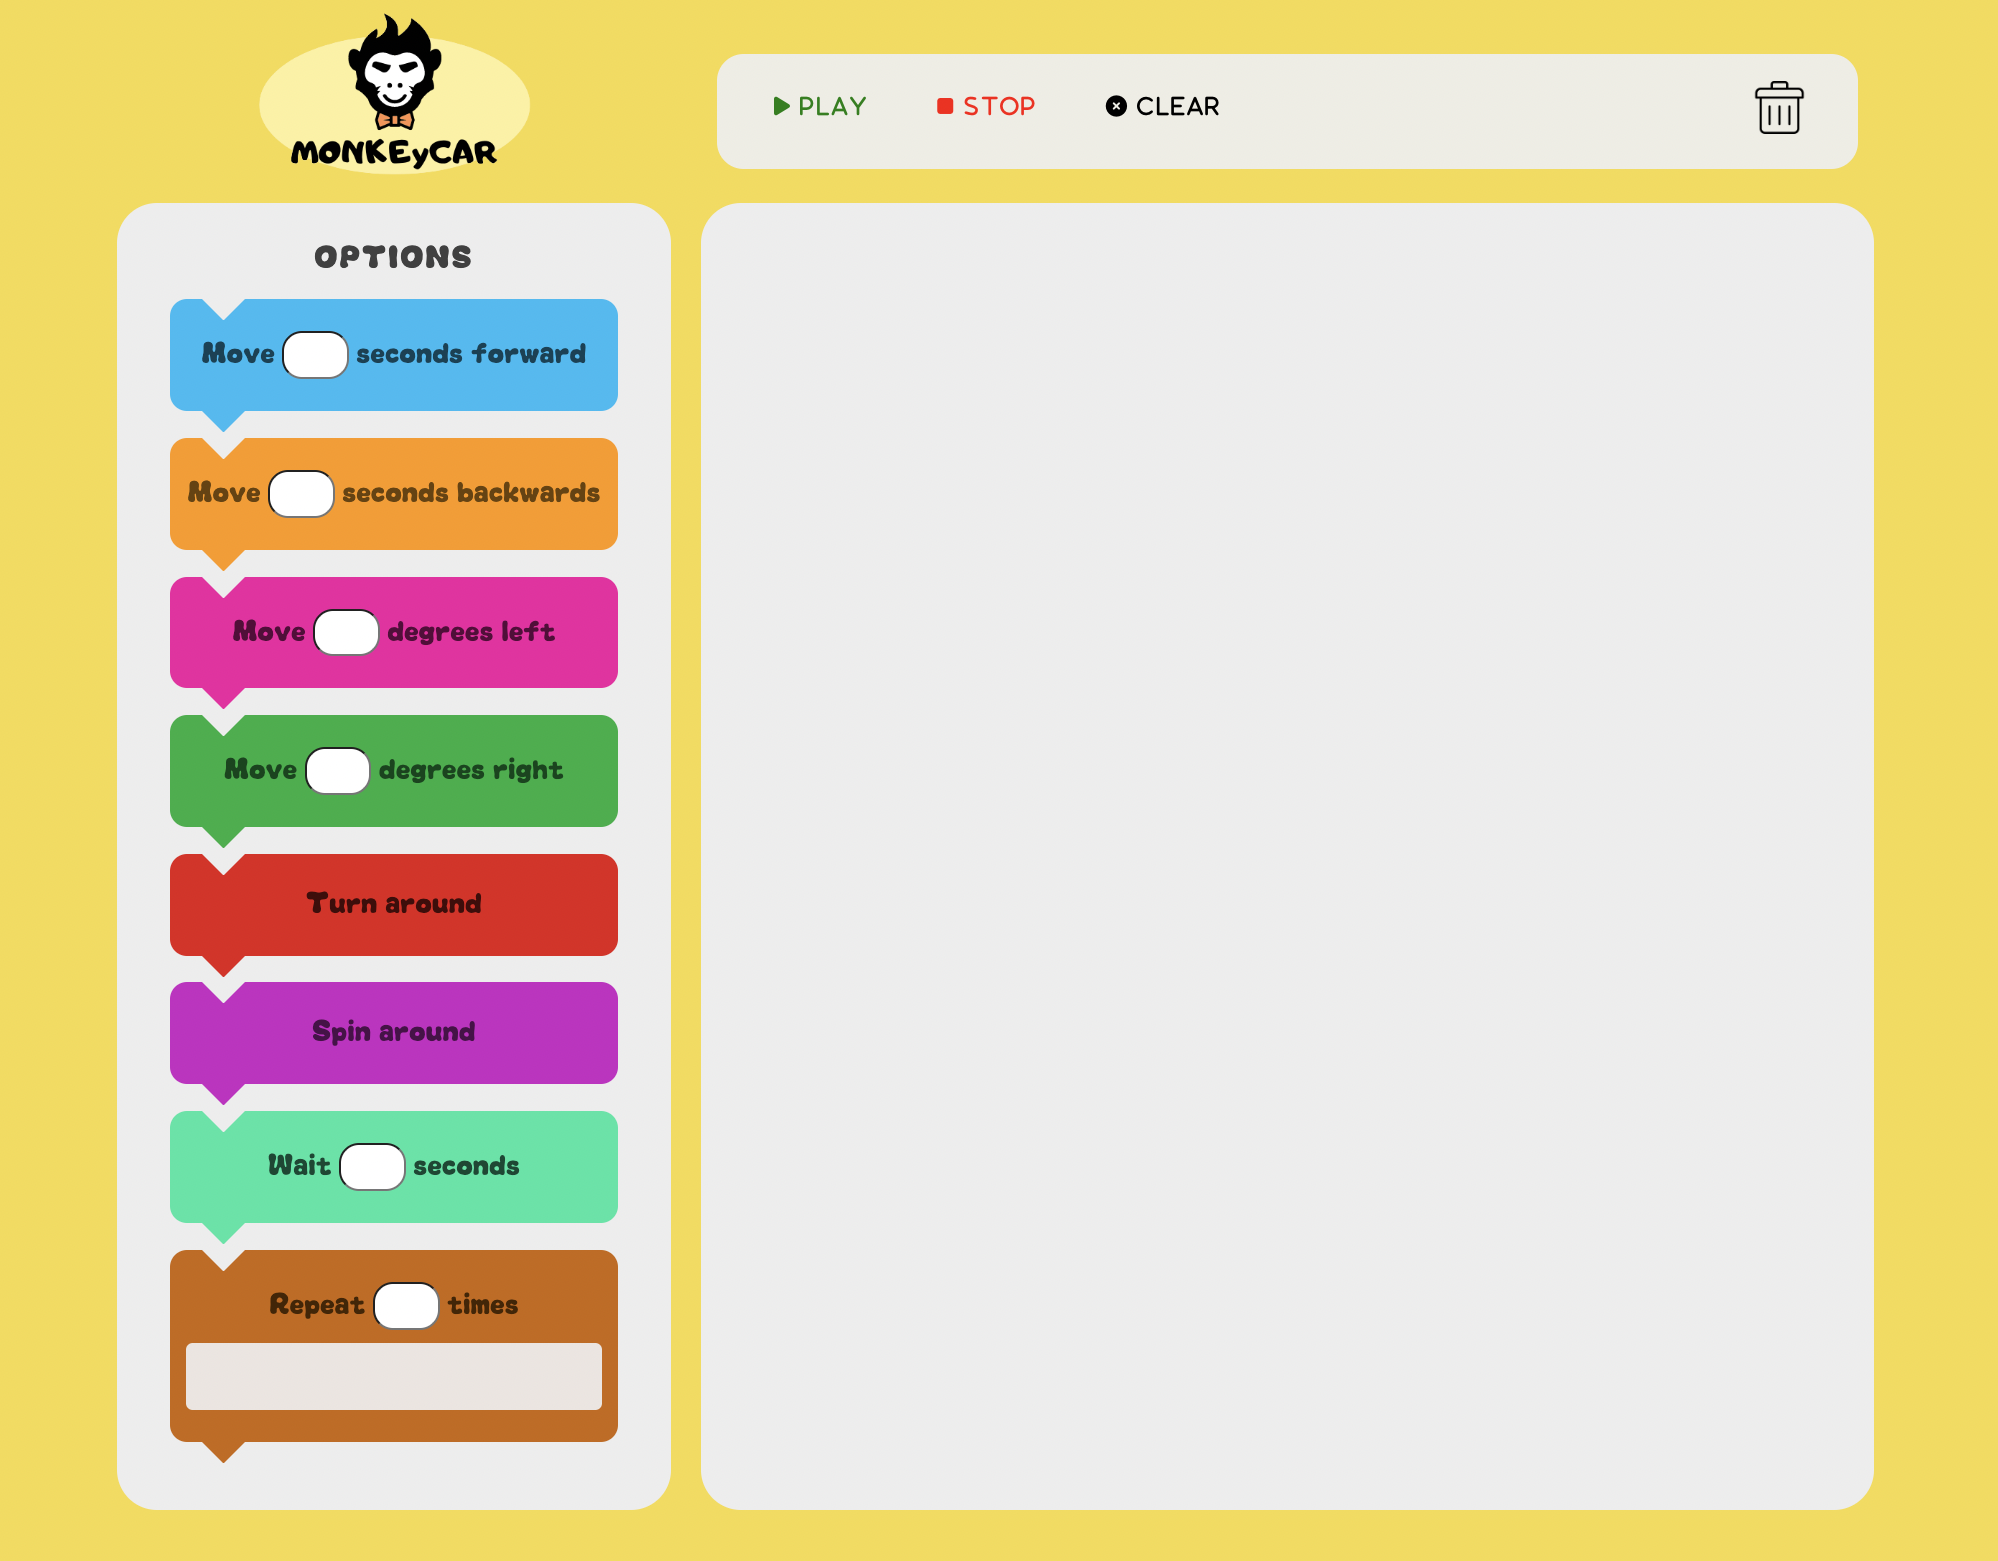 MONKEyCAR
PLAY STOP CLEAR
OPTIONS
Move seconds forward
Move seconds backwards
Move degrees left
Move degrees right
Turn around
Spin around
Wait seconds
Repeat times